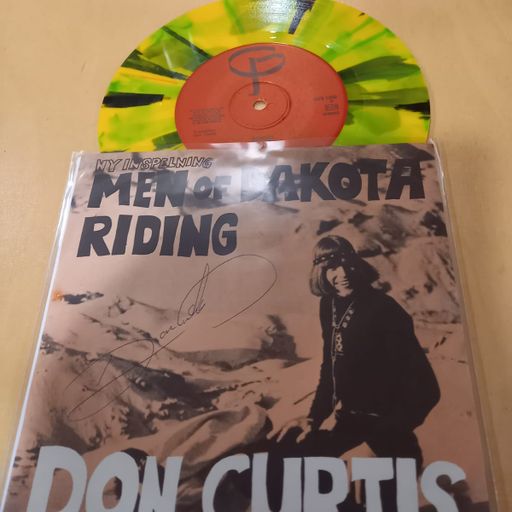 NY INSPELNING
MEN OF DAKOTA
RIDING
DON CURTIS